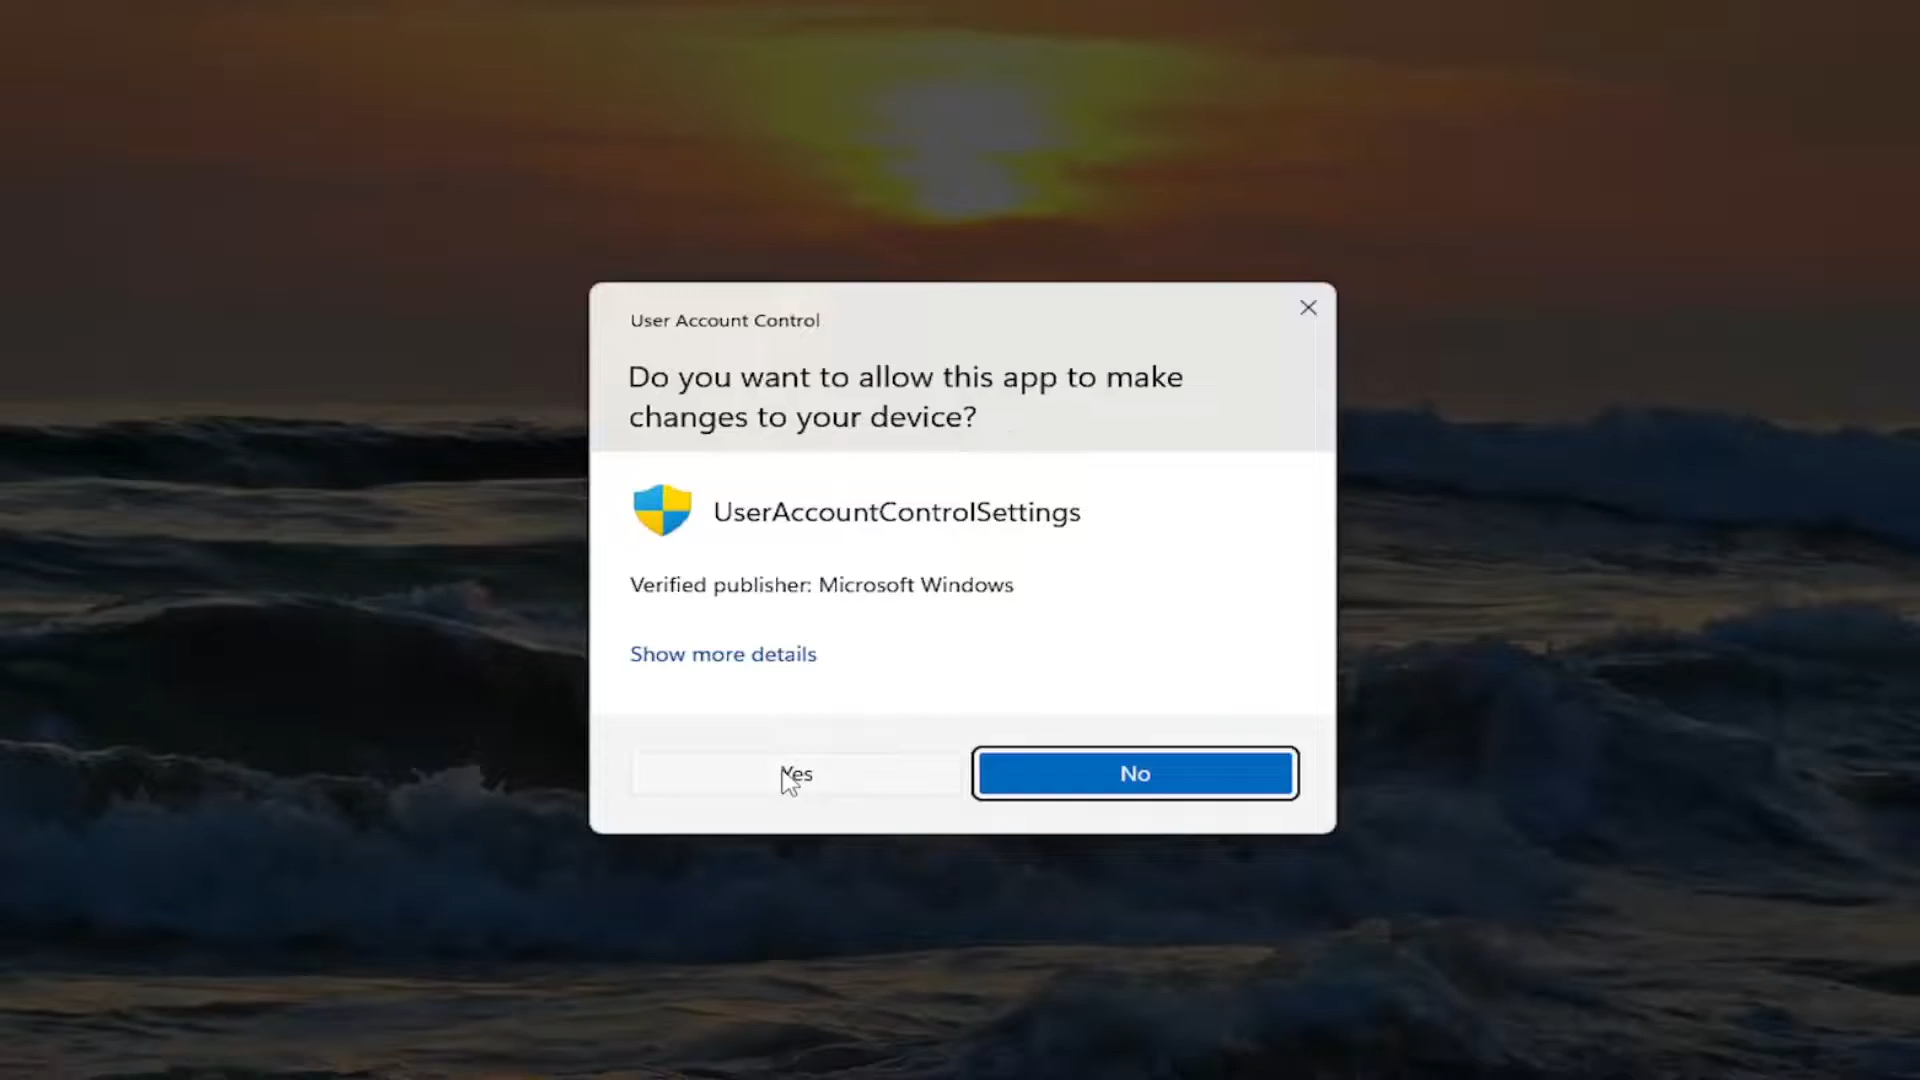 User Account Control
Do you want to allow this app to make
changes to your device?
UserAccountControlSettings
Verified publisher: Microsoft Windows
Show more details
Yes
No